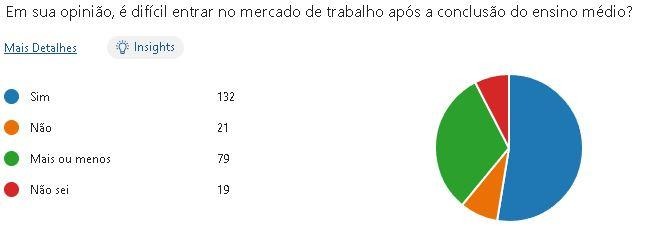 Em sua opinião, é difícil entrar no mercado de trabalho após a conclusão do ensino médio?
Mais Detalhes Insights
Sim 132
Não 21
Mais ou menos 79
Não sei 19